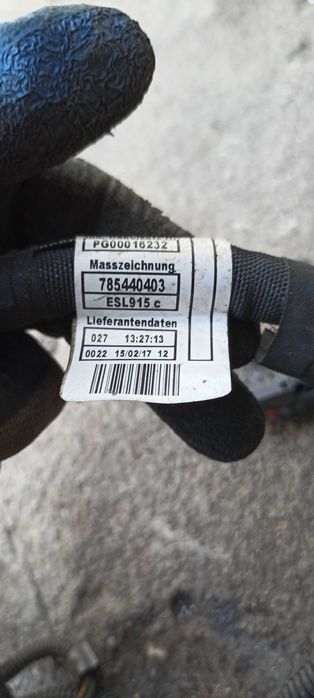 PG00016232
Masszeichnung
785440403
ESL915 c
Lieferantendaten
027 13:27:13
0022 15/02/17 12